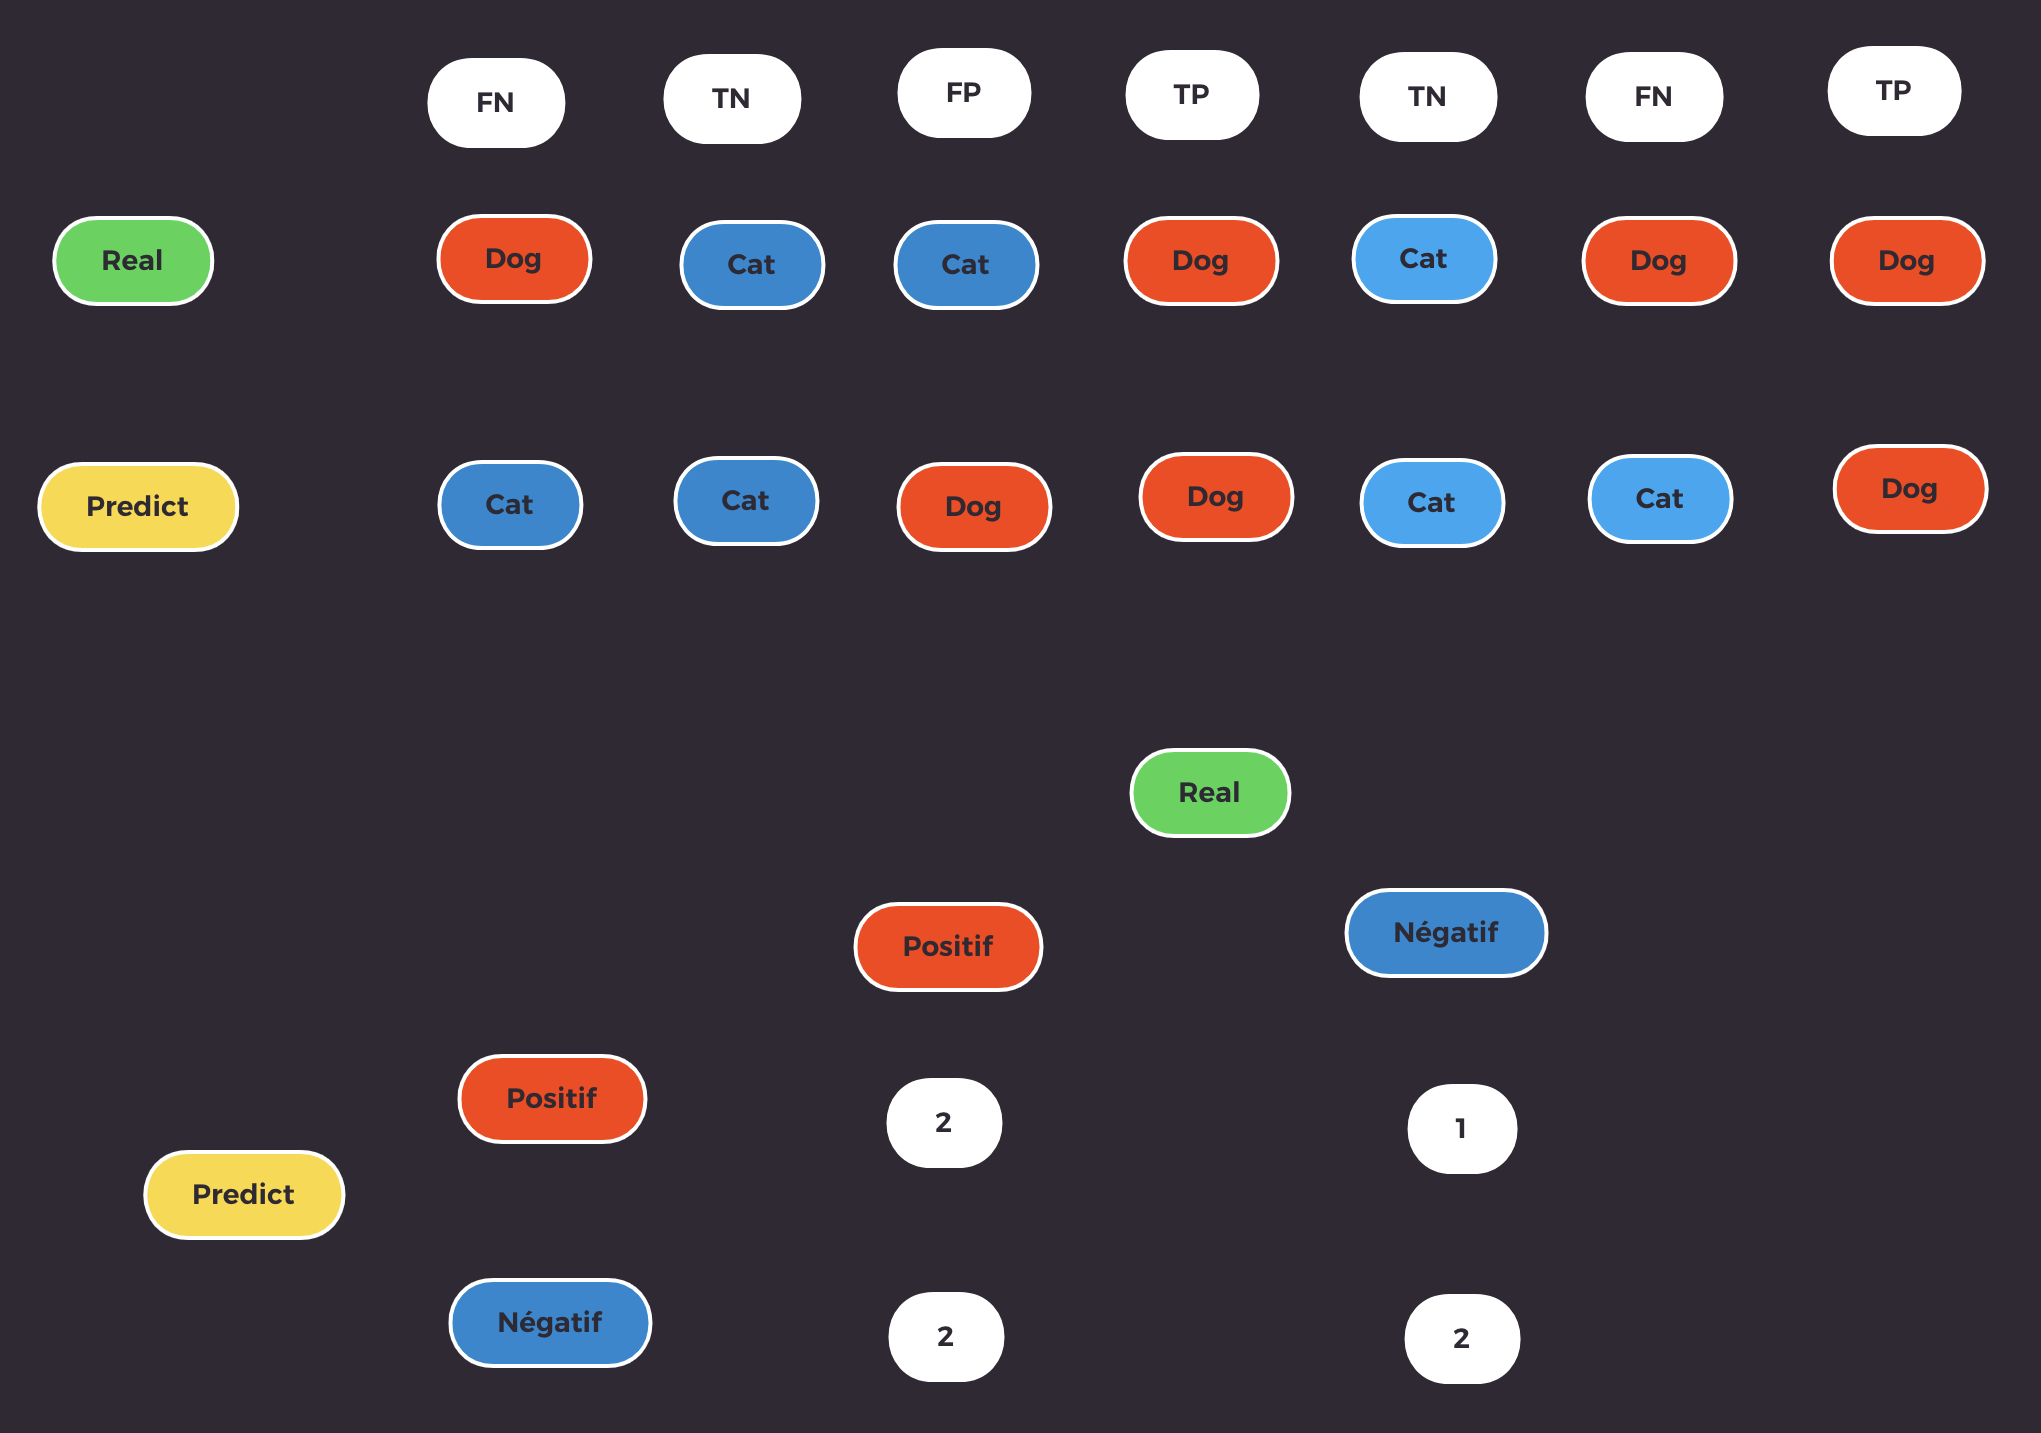 FN TN FP TP TN FN TP
Real Dog Cat Cat Dog Cat Dog Dog
Predict Cat Cat Dog Dog Cat Cat Dog
Real
Positif Négatif
Positif 2 1
Predict
Négatif 2 2